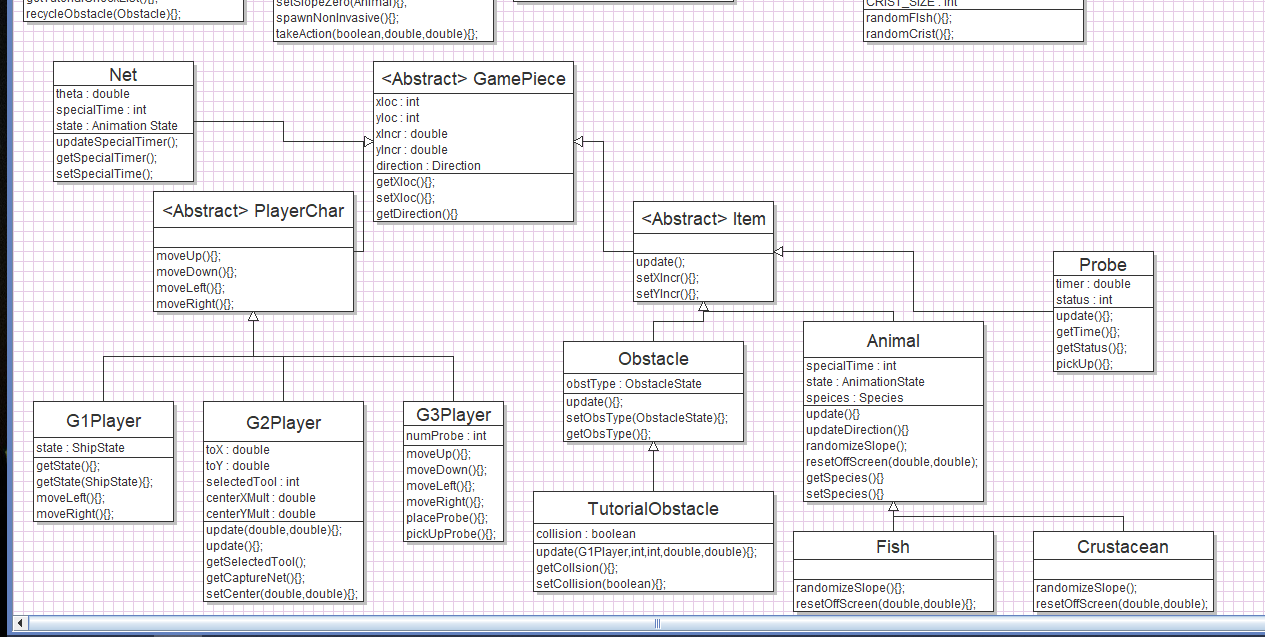 recycleObstacle(Obstacle){};
setSlopeZero(Animal){};
spawnNonInvasive(){};
takeAction(boolean,double,double){};
CRIST_SIZE : int
randomFIsh(){};
randomCrist(){};
Net
theta : double
specialTime : int
state : Animation State
updateSpecialTimer();
getSpecialTimer();
setSpecialTime();
<Abstract> GamePiece
xloc : int
yloc : int
xIncr : double
yIncr : double
direction : Direction
getXloc(){};
setXloc(){};
getDirection(){}
<Abstract> PlayerChar
moveUp(){};
moveDown(){};
moveLeft(){};
moveRight(){};
<Abstract> Item
update();
setXIncr(){};
setYIncr(){};
Probe
timer : double
status : int
update(){};
getTime(){};
getStatus(){};
pickUp(){};
Obstacle
obstType : ObstacleState
update(){};
setObsType(ObstacleState){};
getObsType(){};
Animal
specialTime : int
state : AnimationState
speices : Species
update(){}
updateDirection(){}
randomizeSlope();
resetOffScreen(double,double);
getSpecies(){}
setSpecies(){}
G1Player
state : ShipState
getState(){};
getState(ShipState){};
moveLeft(){};
moveRight(){};
G2Player
toX : double
toY : double
selectedTool : int
centerXMult : double
centerYMult : double
update(double,double){};
update(){};
getSelectedTool();
getCaptureNet(){};
setCenter(double,double){};
G3Player
numProbe : int
moveUp(){};
moveDown(){};
moveLeft(){};
moveRight(){};
placeProbe(){};
pickUpProbe(){};
TutorialObstacle
collision : boolean
update(G1Player,int,int,double,double){};
getCollsion(){};
setCollision(boolean){};
Fish
randomizeSlope(){};
resetOffScreen(double,double){};
Crustacean
randomizeSlope();
resetOffScreen(double,double);